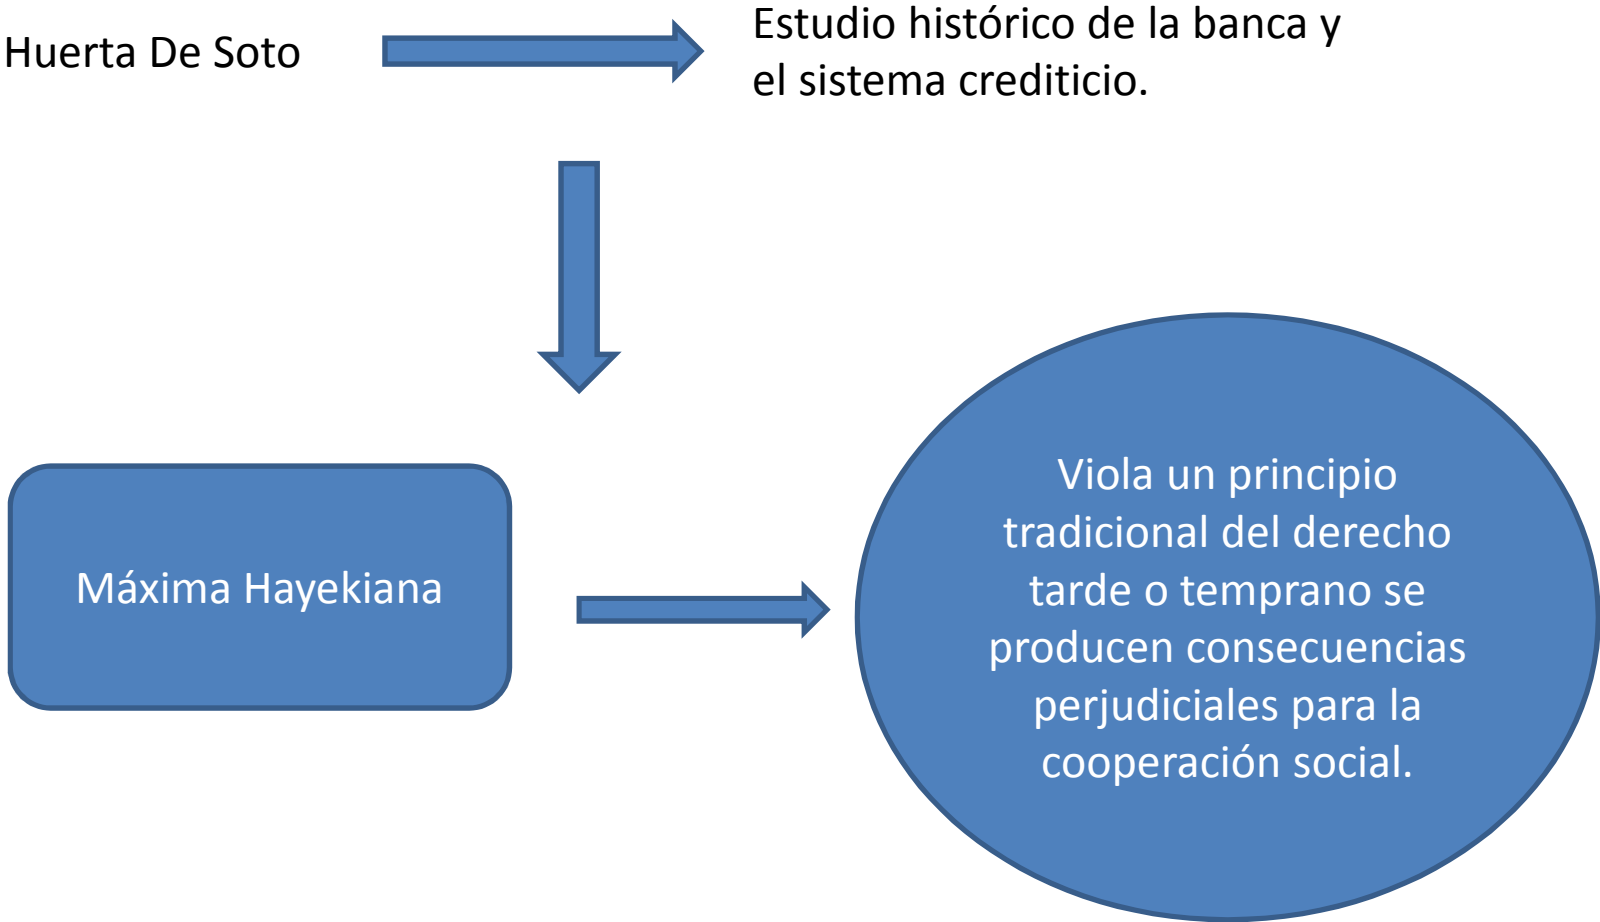 Huerta De Soto
Estudio histórico de la banca y
el sistema crediticio.
Máxima Hayekiana
Viola un principio
tradicional del derecho
tarde o temprano se
producen consecuencias
perjudiciales para la
cooperación social.